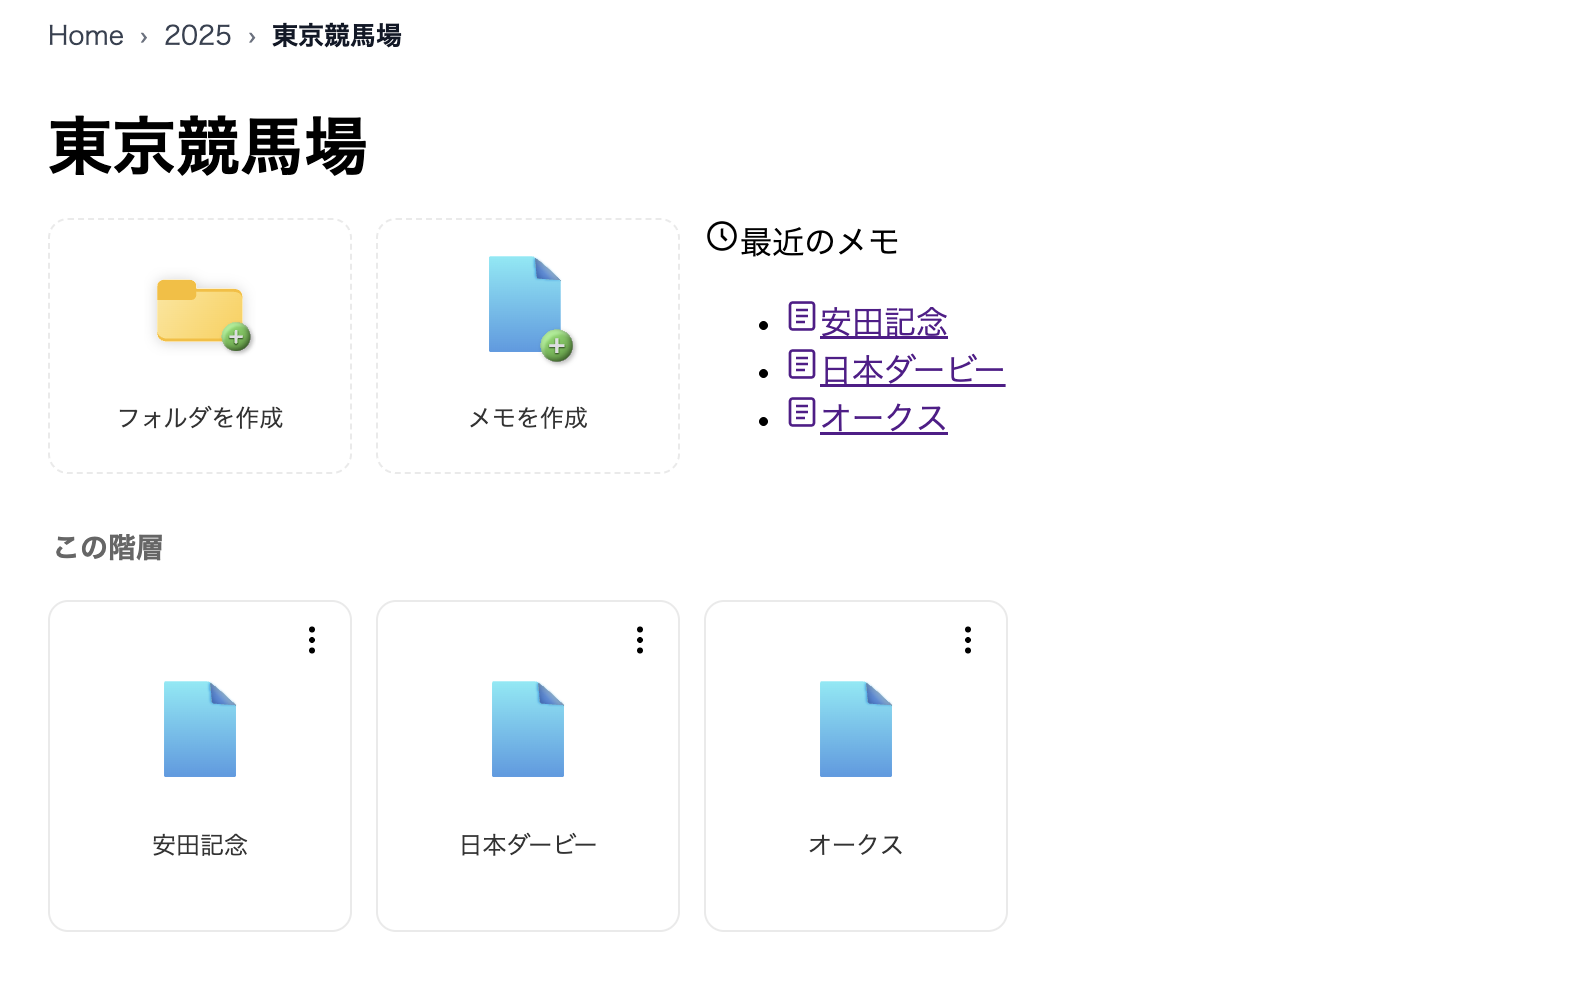 Home › 2025 › 東京競馬場
東京競馬場
フォルダを作成
メモを作成
最近のメモ
• 安田記念
• 日本ダービー
• オークス
この階層
安田記念
日本ダービー
オークス